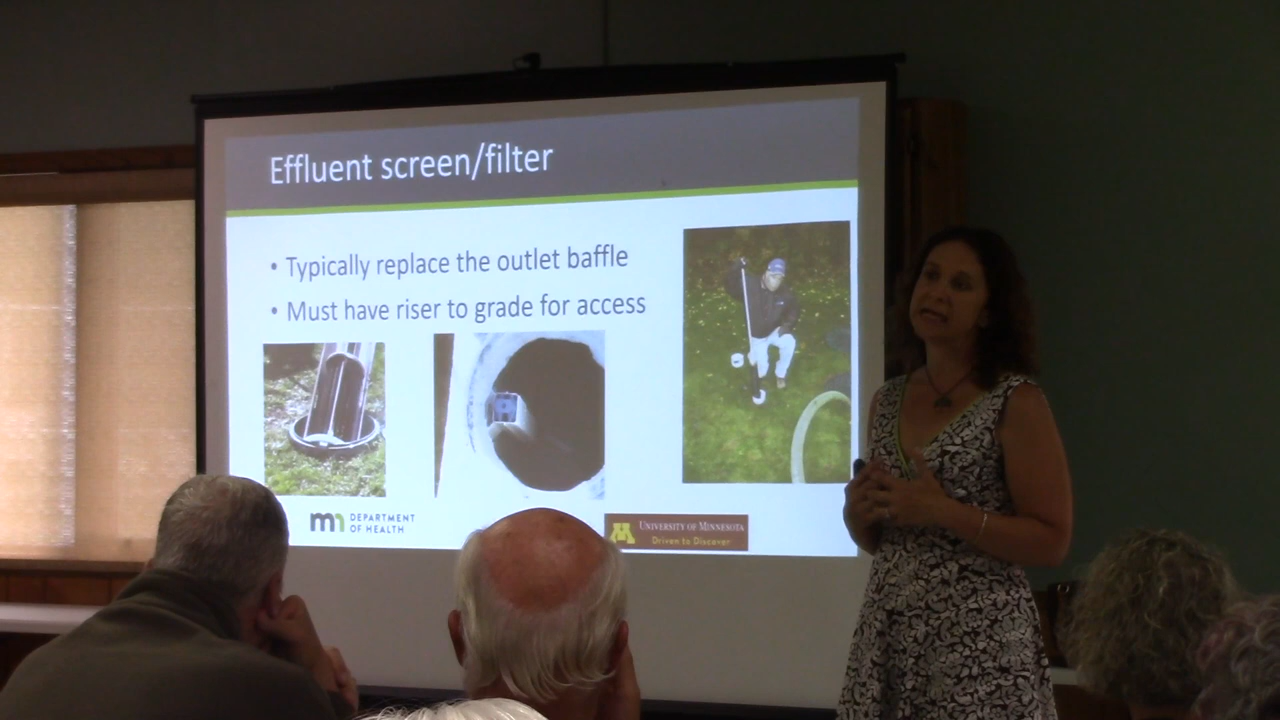 Effluent screen/filter
• Typically replace the outlet baffle
• Must have riser to grade for access
mn DEPARTMENT
OF HEALTH
M UNIVERSITY OF MINNESOTA
Driven to Discover